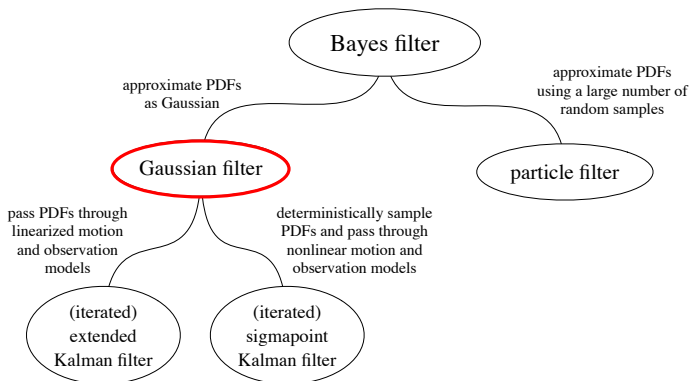 Bayes filter
approximate PDFs
as Gaussian
approximate PDFs
using a large number of
random samples
Gaussian filter
particle filter
pass PDFs through
linearized motion
and observation
models
deterministically sample
PDFs and pass through
nonlinear motion and
observation models
(iterated)
extended
Kalman filter
(iterated)
sigmapoint
Kalman filter